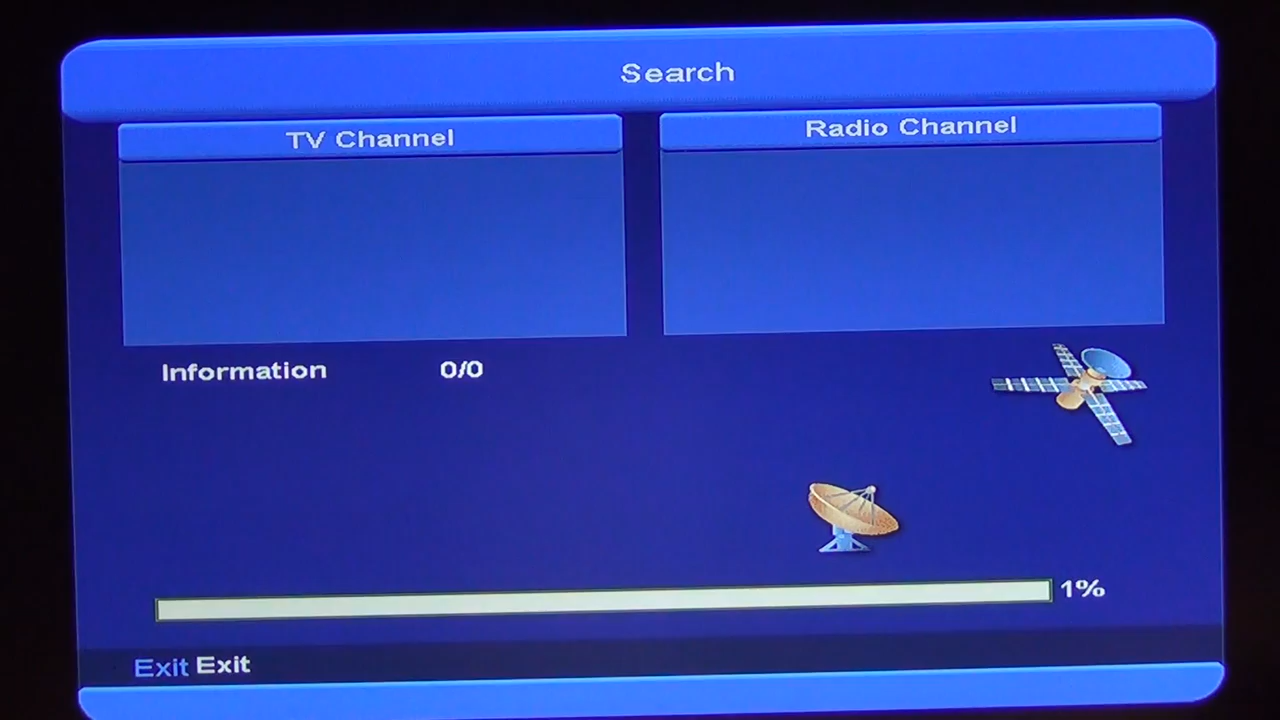 Search
TV Channel
Radio Channel
Information 0/0
1%
Exit Exit